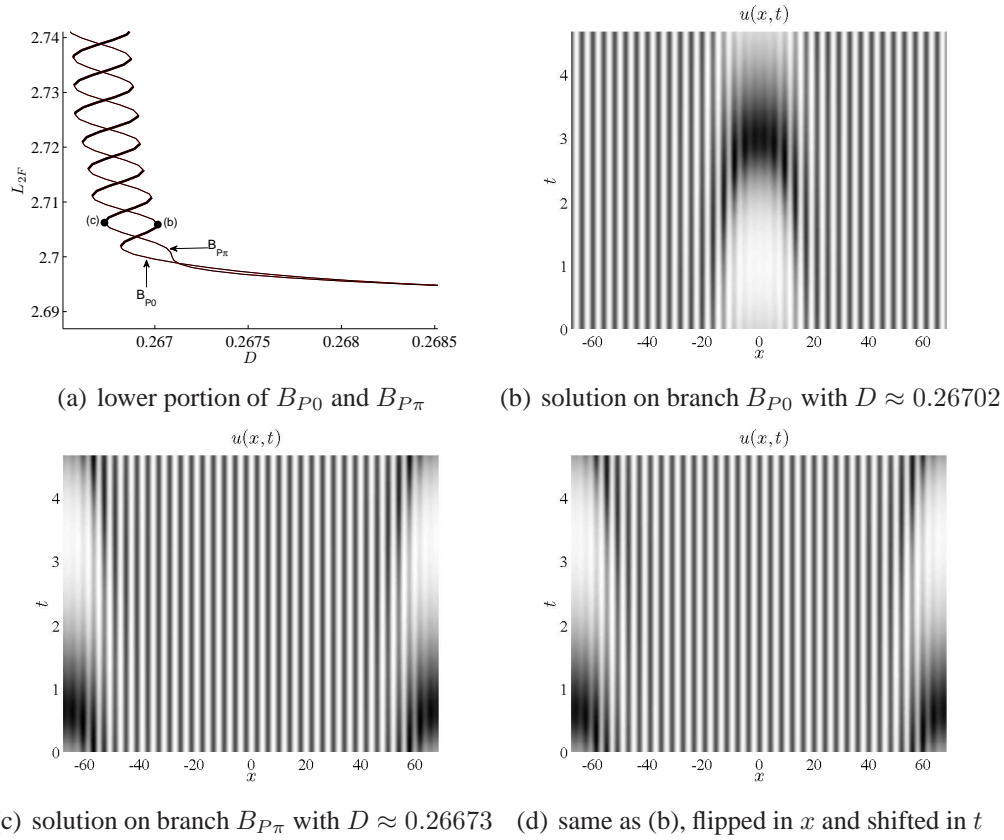 2.74
2.73
2.72
2.71
2.7
2.69
L_{2F}
(c)
(b)
B_{Pπ}
B_{P0}
0.267 0.2675 0.268 0.2685
D
u(x,t)
4
3
2
1
0
t
-60 -40 -20 0 20 40 60
x
(a) lower portion of B_{P0} and B_{Pπ}
(b) solution on branch B_{P0} with D ≈ 0.26702
u(x,t)
4
3
2
1
0
t
-60 -40 -20 0 20 40 60
x
u(x,t)
4
3
2
1
0
t
-60 -40 -20 0 20 40 60
x
c) solution on branch B_{Pπ} with D ≈ 0.26673
(d) same as (b), flipped in x and shifted in t